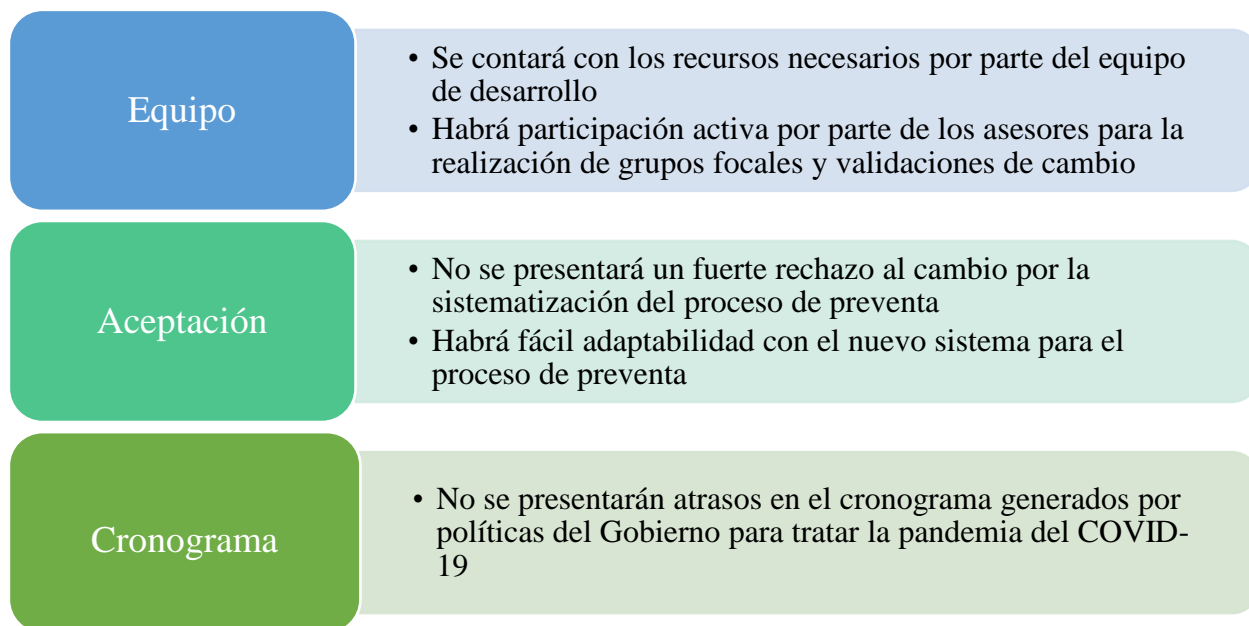 Equipo
• Se contará con los recursos necesarios por parte del equipo
de desarrollo
• Habrá participación activa por parte de los asesores para la
realización de grupos focales y validaciones de cambio
Aceptación
• No se presentará un fuerte rechazo al cambio por la
sistematización del proceso de preventa
• Habrá fácil adaptabilidad con el nuevo sistema para el
proceso de preventa
Cronograma
• No se presentarán atrasos en el cronograma generados por
políticas del Gobierno para tratar la pandemia del COVID-
19